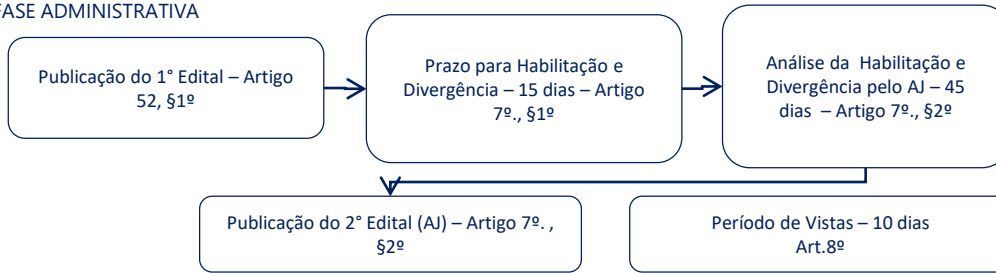 FASE ADMINISTRATIVA
Publicação do 1° Edital – Artigo
52, §1º
Prazo para Habilitação e
Divergência – 15 dias – Artigo
7º., §1º
Análise da Habilitação e
Divergência pelo AJ – 45
dias – Artigo 7º., §2º
Publicação do 2° Edital (AJ) – Artigo 7º. ,
§2º
Período de Vistas – 10 dias
Art.8º